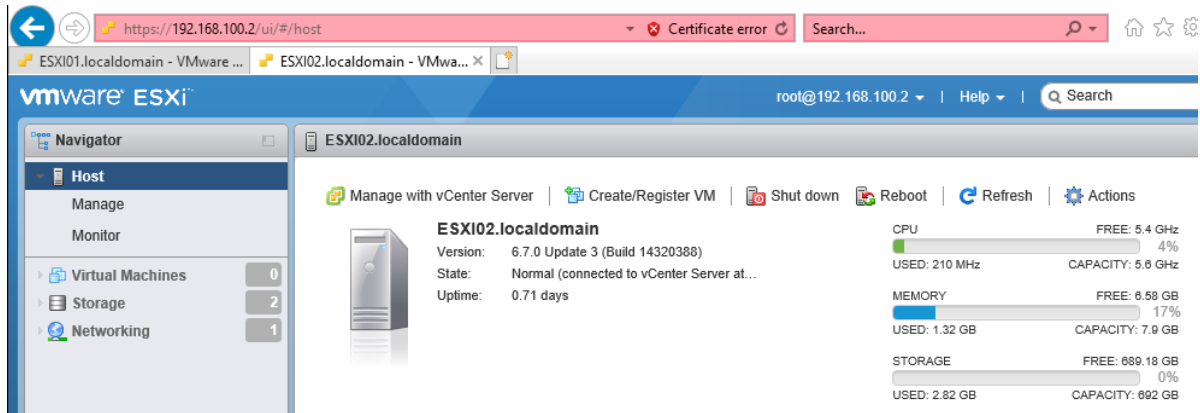 https://192.168.100.2/ui/#/host
Certificate error
Search...
ESXI01.localdomain - VMware ...
ESXI02.localdomain - VMwa...
vmware ESXi™
root@192.168.100.2 | Help | Search
Navigator
ESXI02.localdomain
Host
Manage
Monitor
Virtual Machines 0
Storage 2
Networking 1
Manage with vCenter Server | Create/Register VM | Shut down Reboot | Refresh | Actions
ESXI02.localdomain
Version: 6.7.0 Update 3 (Build 14320388)
State: Normal (connected to vCenter Server at...
Uptime: 0.71 days
CPU FREE: 5.4 GHz
4%
USED: 210 MHz CAPACITY: 5.6 GHz
MEMORY FREE: 6.58 GB
17%
USED: 1.32 GB CAPACITY: 7.9 GB
STORAGE FREE: 689.18 GB
0%
USED: 2.82 GB CAPACITY: 692 GB